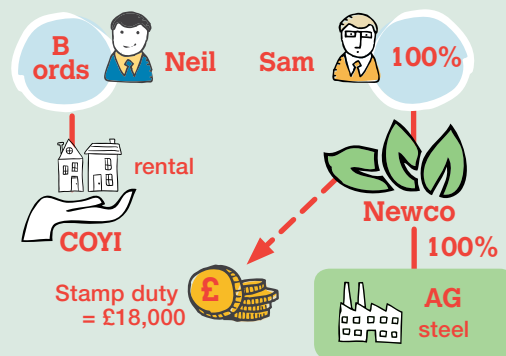 B
ords
Neil
Sam
100%
rental
COYI
Newco
100%
Stamp duty
= £18,000
£
AG
steel